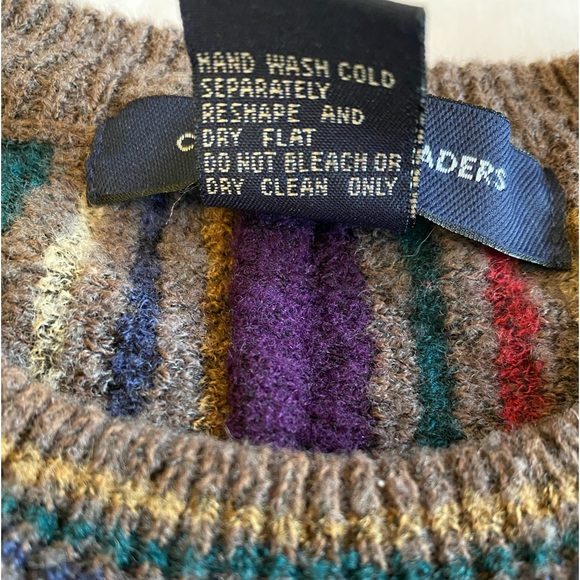 HAND WASH COLD
SEPARATELY
RESHAPE AND
DRY FLAT
DO NOT BLEACH OR
DRY CLEAN ONLY
C ADERS